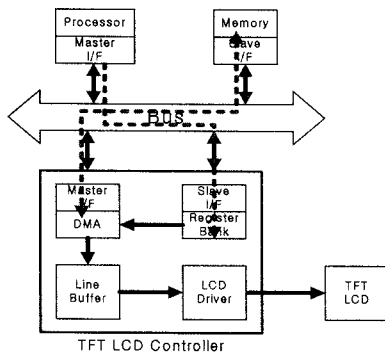 Processor
Master
I/F
Memory
Slave
I/F
BUS
Master
I/F
DMA
Slave
I/F
Register
Bank
Line
Buffer
LCD
Driver
TFT
LCD
TFT LCD Controller